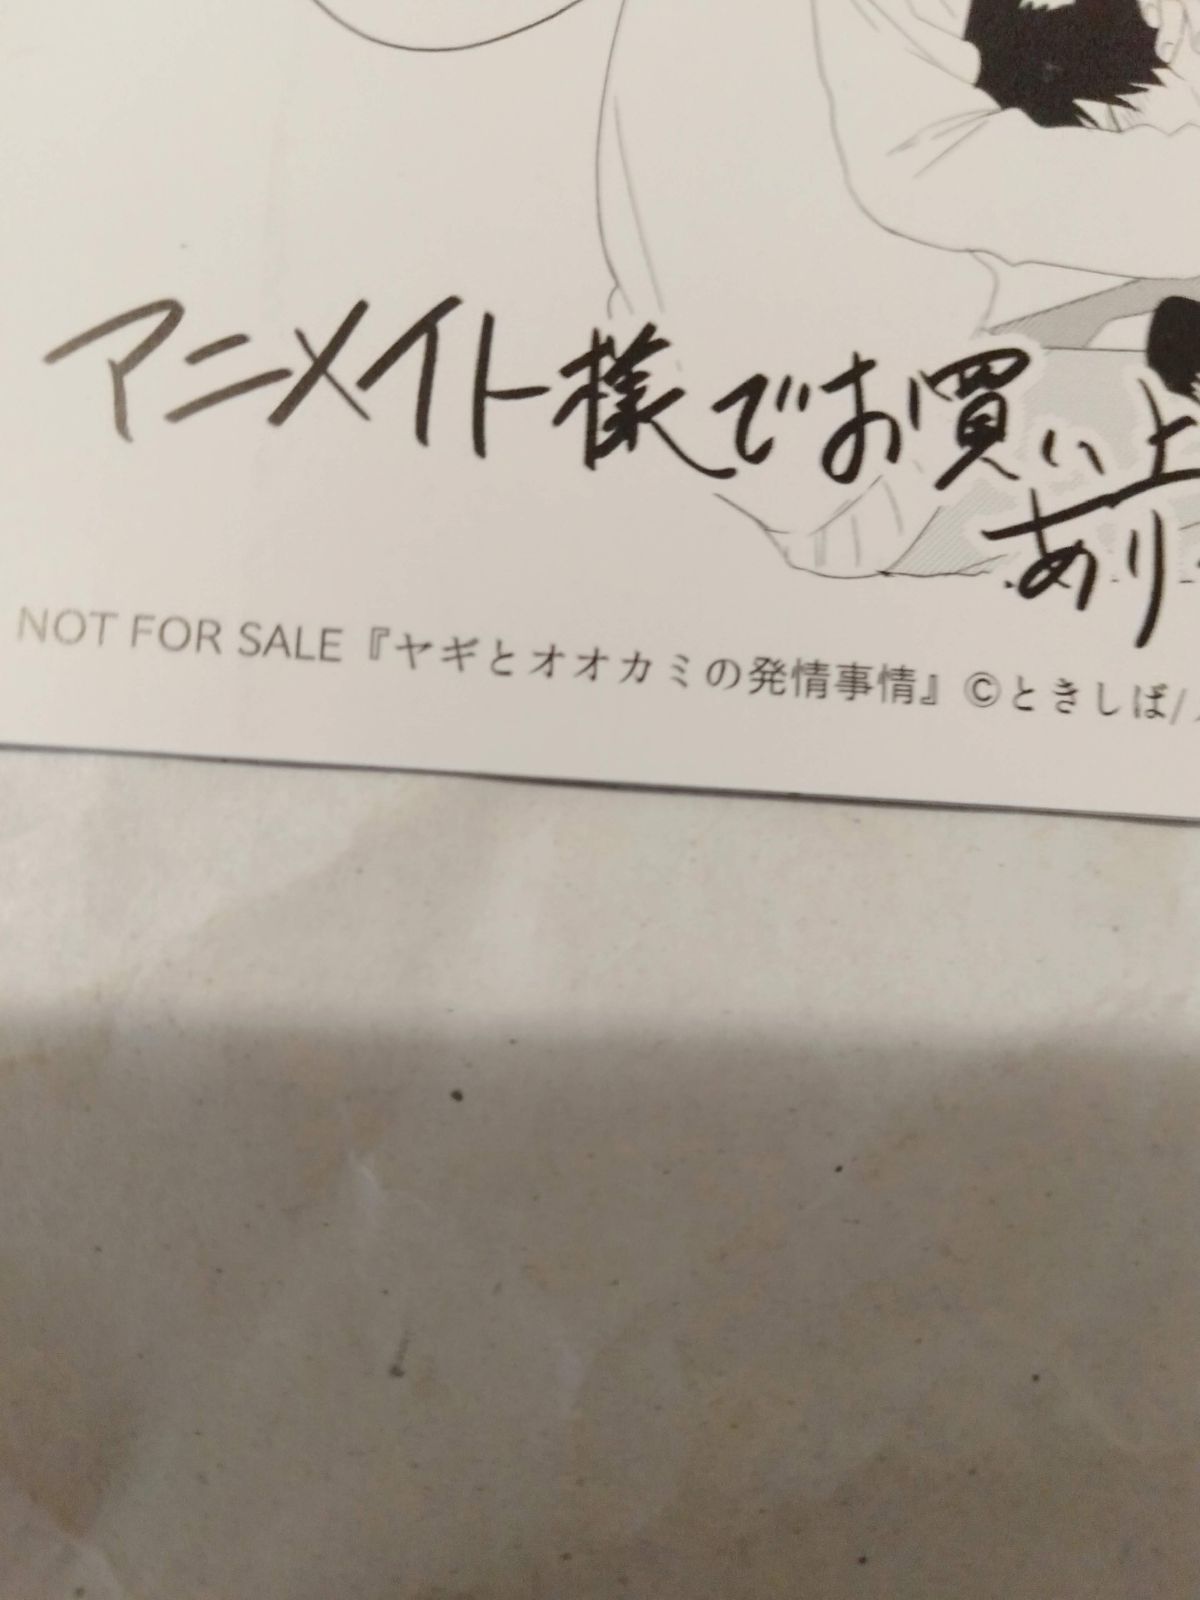 アニメイト様でお買い上
あり
NOT FOR SALE『ヤギとオオカミの発情事情』©ときしば/